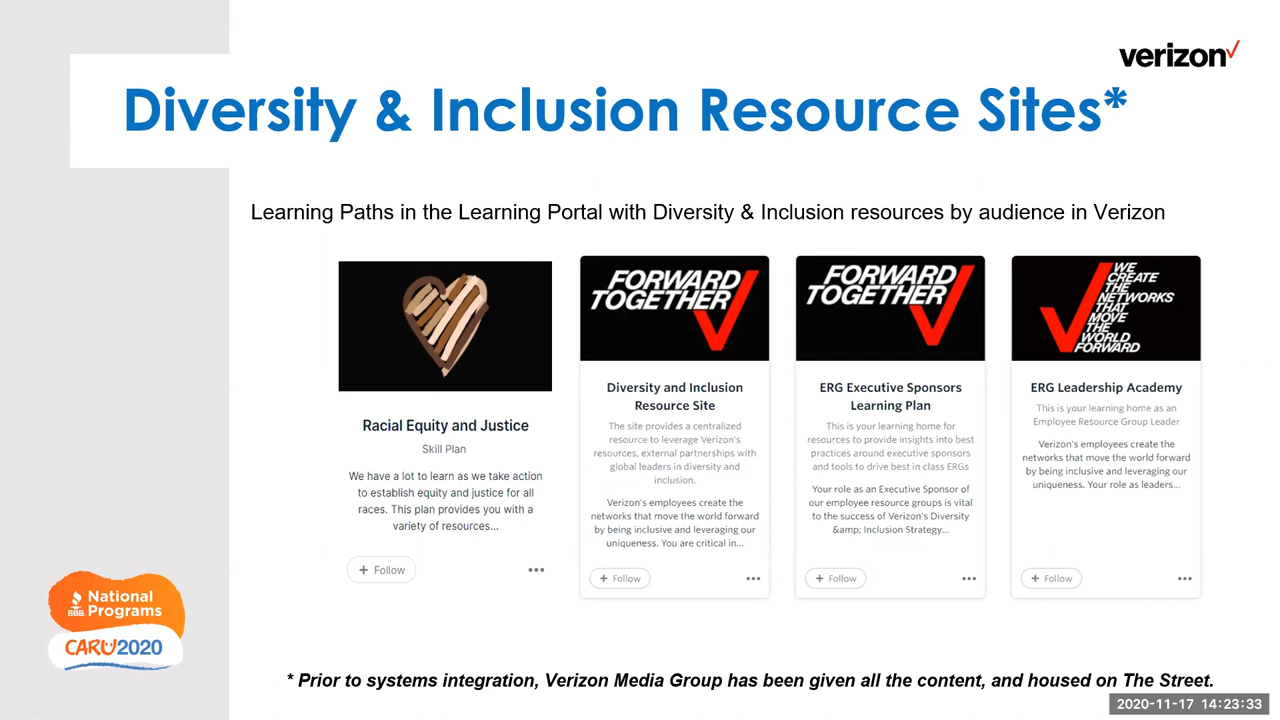 verizon✓
Diversity & Inclusion Resource Sites*
Learning Paths in the Learning Portal with Diversity & Inclusion resources by audience in Verizon
Racial Equity and Justice
Skill Plan
We have a lot to learn as we take action
to establish equity and justice for all
races. This plan provides you with a
variety of resources...
+ Follow
•••
FORWARD
TOGETHER
Diversity and Inclusion
Resource Site
The site provides a centralized
resource to leverage Verizon's
resources, external partnerships with
global leaders in diversity and
inclusion.
Verizon's employees create the
networks that move the world forward
by being inclusive and leveraging our
uniqueness. You are critical in...
+ Follow
•••
FORWARD
TOGETHER
ERG Executive Sponsors
Learning Plan
This is your learning home for
resources to provide insights into best
practices around executive sponsors
and tools to drive best in class ERGs
Your role as an Executive Sponsor of
our employee resource groups is vital
to the success of Verizon's Diversity
&amp; Inclusion Strategy...
+ Follow
•••
WE
CREATE
THE
NETWORKS
THAT
MOVE
THE
WORLD
FORWARD
ERG Leadership Academy
This is your learning home as an
Employee Resource Group Leader
Verizon's employees create the
networks that move the world forward
by being inclusive and leveraging our
uniqueness. Your role as leaders...
+ Follow
•••
BBB National
Programs
CARU2020
* Prior to systems integration, Verizon Media Group has been given all the content, and housed on The Street.
2020-11-17 14:23:33